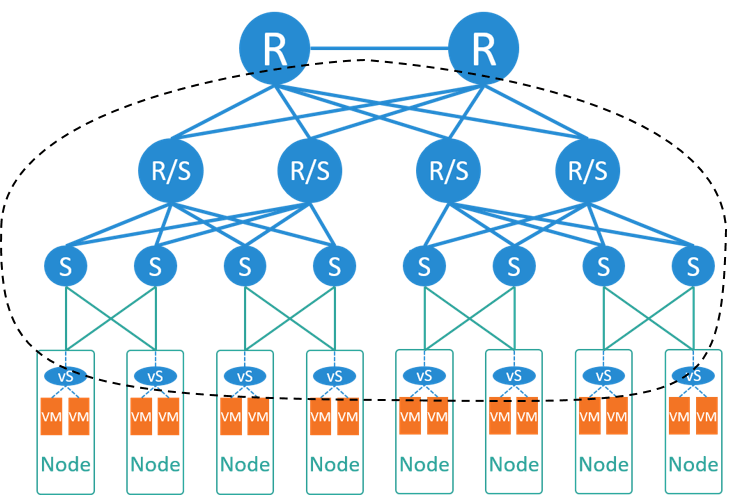 R R
R/S R/S R/S R/S
S S S S S S S S
vS vS vS vS vS vS vS vS
VM VM VM VM VM VM VM VM VM VM VM VM VM VM VM VM
Node Node Node Node Node Node Node Node